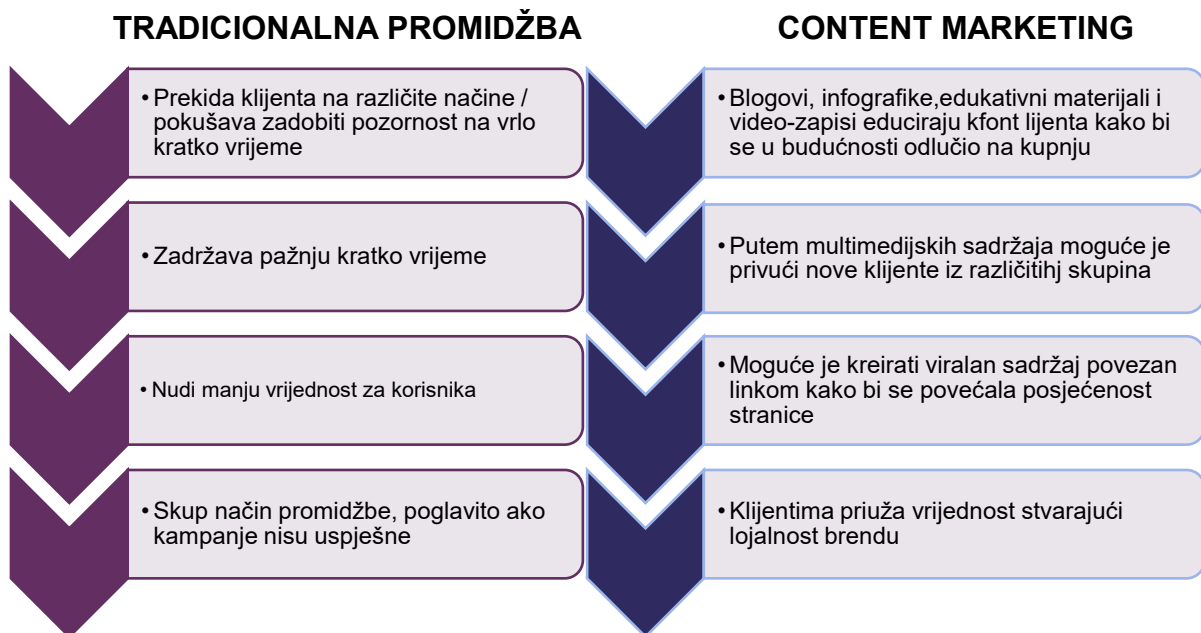 TRADICIONALNA PROMIDŽBA
• Prekida klijenta na različite načine /
pokušava zadobiti pozornost na vrlo
kratko vrijeme
• Zadržava pažnju kratko vrijeme
• Nudi manju vrijednost za korisnika
• Skup način promidžbe, poglavito ako
kampanje nisu uspješne
CONTENT MARKETING
• Blogovi, infografike,edukativni materijali i
video-zapisi educiraju kfont lijenta kako bi
se u budućnosti odlučio na kupnju
• Putem multimedijskih sadržaja moguće je
privući nove klijente iz različitihj skupina
• Moguće je kreirati viralan sadržaj povezan
linkom kako bi se povećala posjećenost
stranice
• Klijentima priuža vrijednost stvarajući
lojalnost brendu